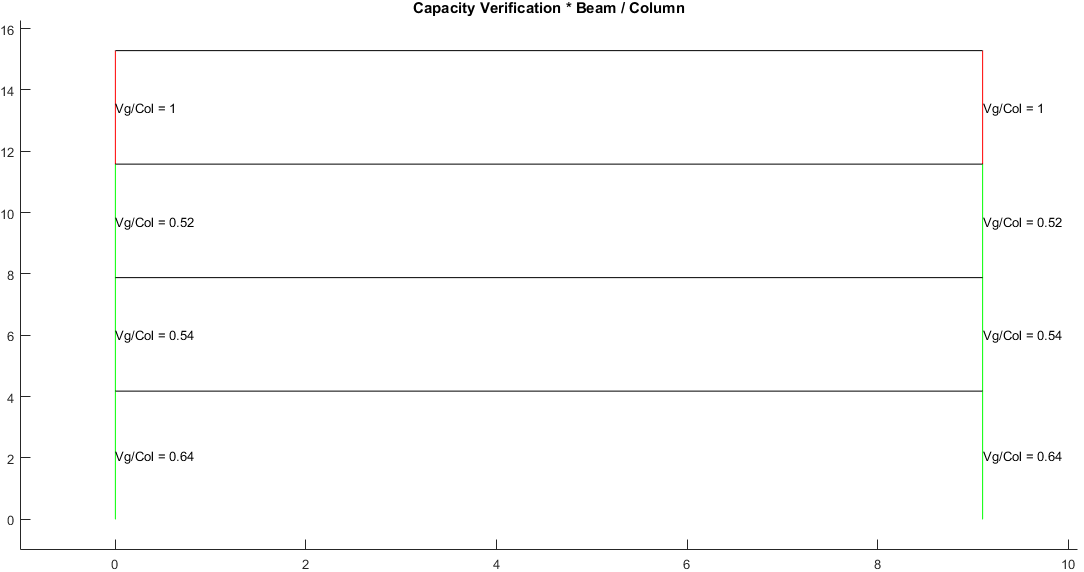 Capacity Verification * Beam / Column
16
14
Vg/Col = 1
Vg/Col = 1
12
10
Vg/Col = 0.52
Vg/Col = 0.52
8
6
Vg/Col = 0.54
Vg/Col = 0.54
4
2
Vg/Col = 0.64
Vg/Col = 0.64
0
0 2 4 6 8 10